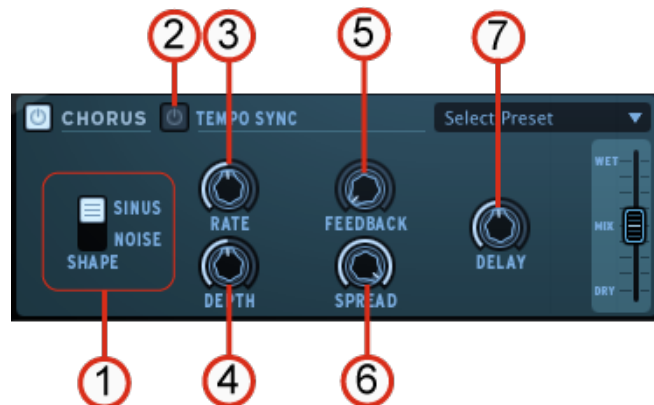 2 3 5 7
CHORUS TEMPO SYNC Select Preset
WET
SINUS
NOISE
SHAPE
RATE FEEDBACK
MIX
DELAY
DEPTH SPREAD
DRY
1 4 6